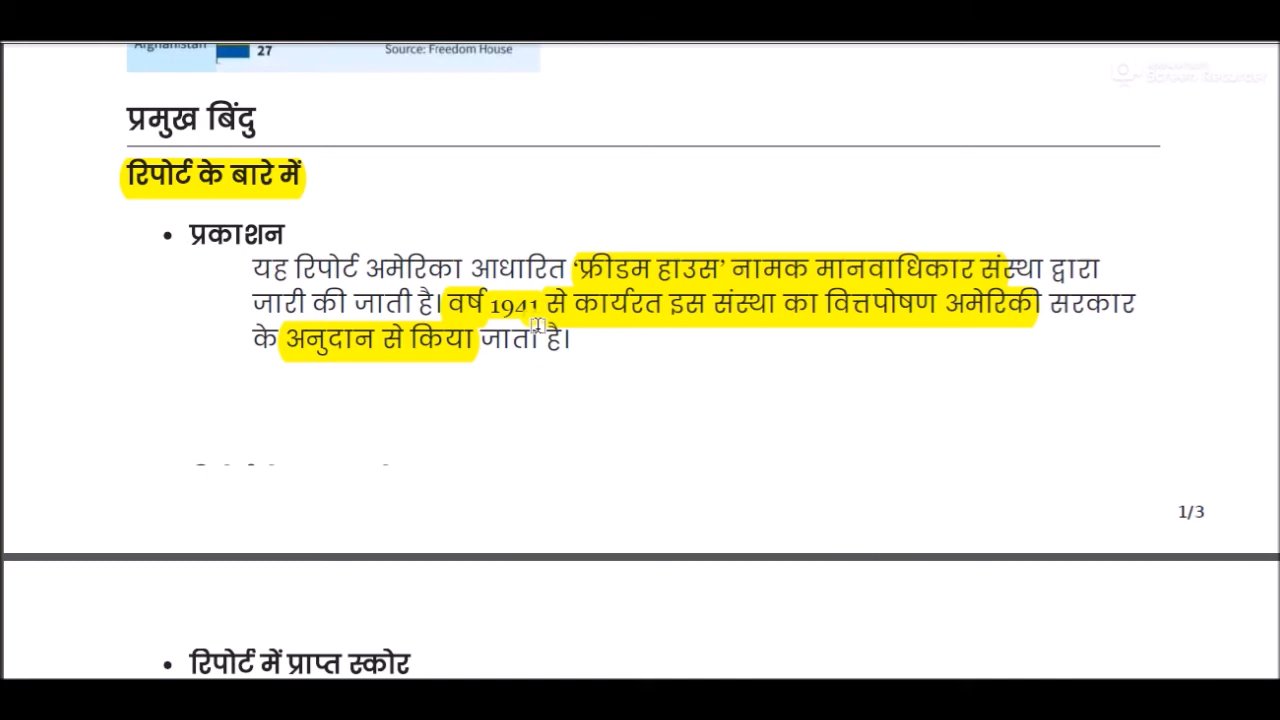 Afghanistan 27 Source: Freedom House
प्रमुख बिंदु
रिपोर्ट के बारे में
• प्रकाशन
यह रिपोर्ट अमेरिका आधारित ‘फ्रीडम हाउस’ नामक मानवाधिकार संस्था द्वारा
जारी की जाती है। वर्ष 1941 से कार्यरत इस संस्था का वित्तपोषण अमेरिकी सरकार
के अनुदान से किया जाता है।
1/3
• रिपोर्ट में प्राप्त स्कोर